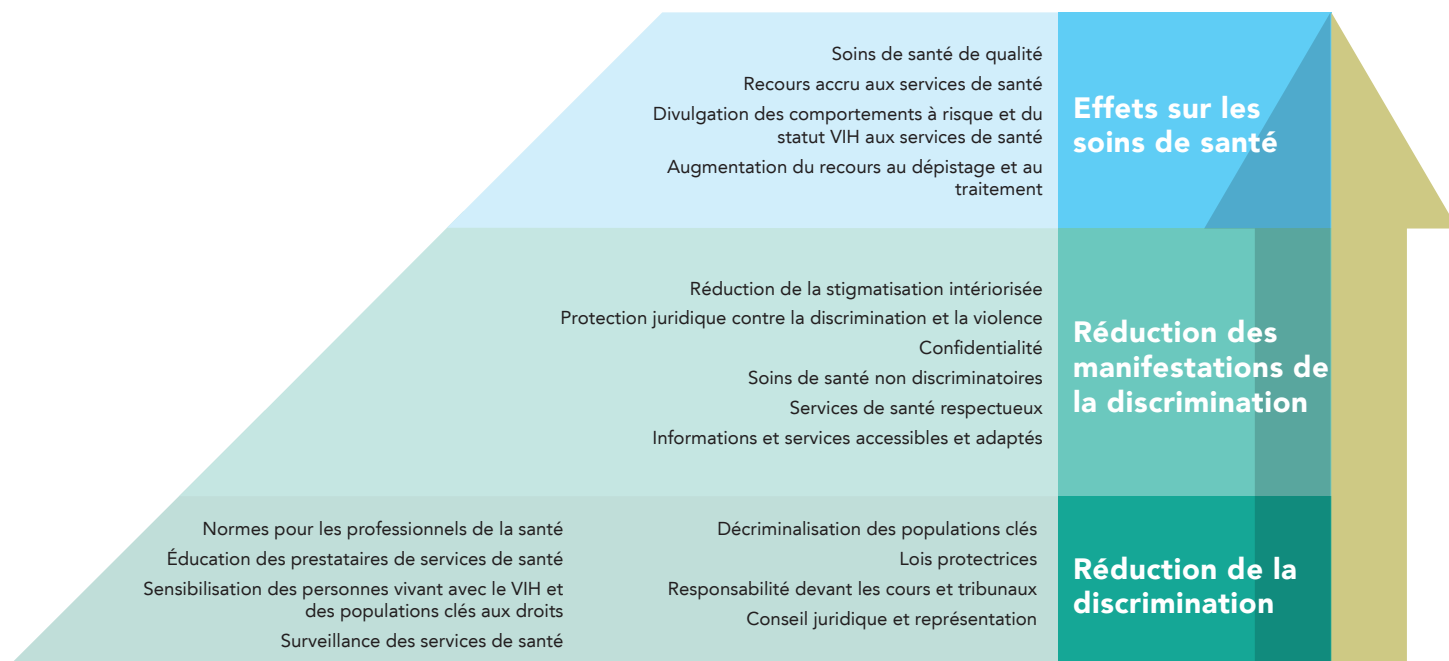 Soins de santé de qualité
Recours accru aux services de santé
Divulgation des comportements à risque et du
statut VIH aux services de santé
Augmentation du recours au dépistage et au
traitement
Effets sur les
soins de santé
Réduction de la stigmatisation intériorisée
Protection juridique contre la discrimination et la violence
Confidentialité
Soins de santé non discriminatoires
Services de santé respectueux
Informations et services accessibles et adaptés
Réduction des
manifestations de
la discrimination
Normes pour les professionnels de la santé
Éducation des prestataires de services de santé
Sensibilisation des personnes vivant avec le VIH et
des populations clés aux droits
Surveillance des services de santé
Décriminalisation des populations clés
Lois protectrices
Responsabilité devant les cours et tribunaux
Conseil juridique et représentation
Réduction de la
discrimination